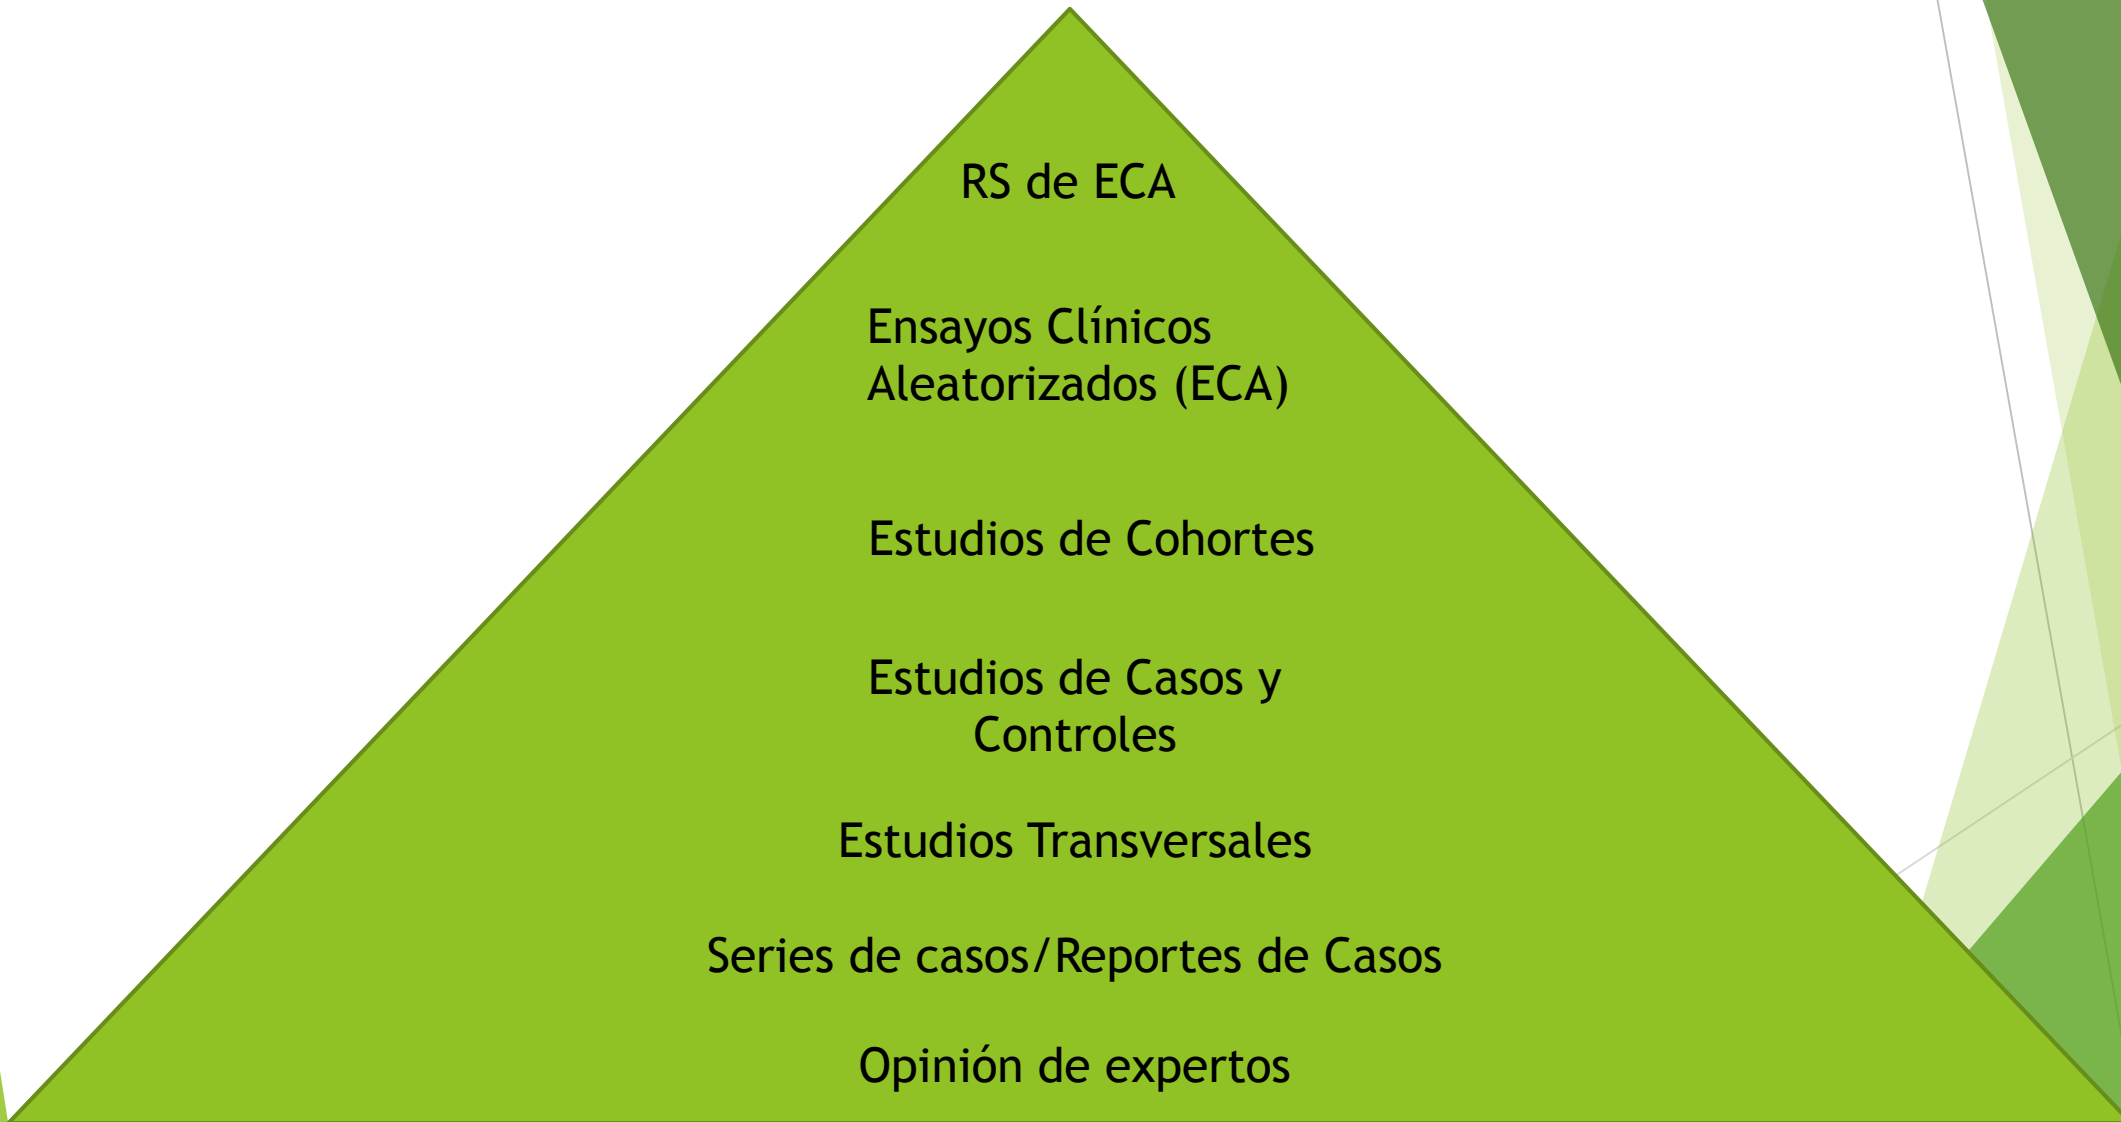 RS de ECA
Ensayos Clínicos
Aleatorizados (ECA)
Estudios de Cohortes
Estudios de Casos y
Controles
Estudios Transversales
Series de casos/Reportes de Casos
Opinión de expertos